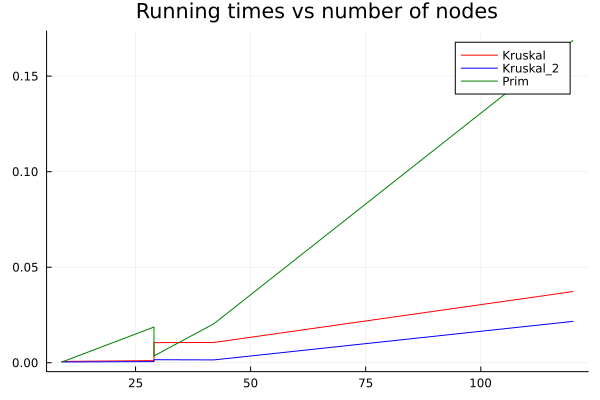 Running times vs number of nodes
Kruskal
Kruskal_2
Prim
0.15
0.10
0.05
0.00
25 50 75 100